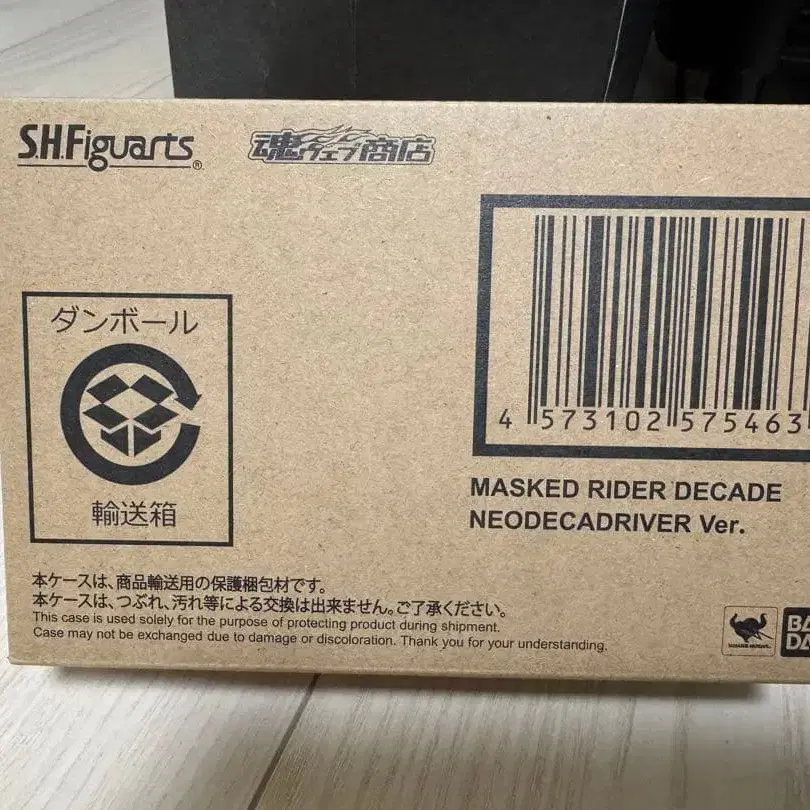 S.H.Figuarts®
魂ウェブ商店
ダンボール
輸送箱
4 573102 575463
MASKED RIDER DECADE
NEODECADRIVER Ver.
本ケースは、商品輸送用の保護梱包材です。
本ケースは、つぶれ、汚れ等による交換は出来ません。ご了承ください。
This case is used solely for the purpose of protecting product during shipment.
Case may not be exchanged due to damage or discoloration. Thank you for your understanding.
TAMASHII NATIONS
BA
DA